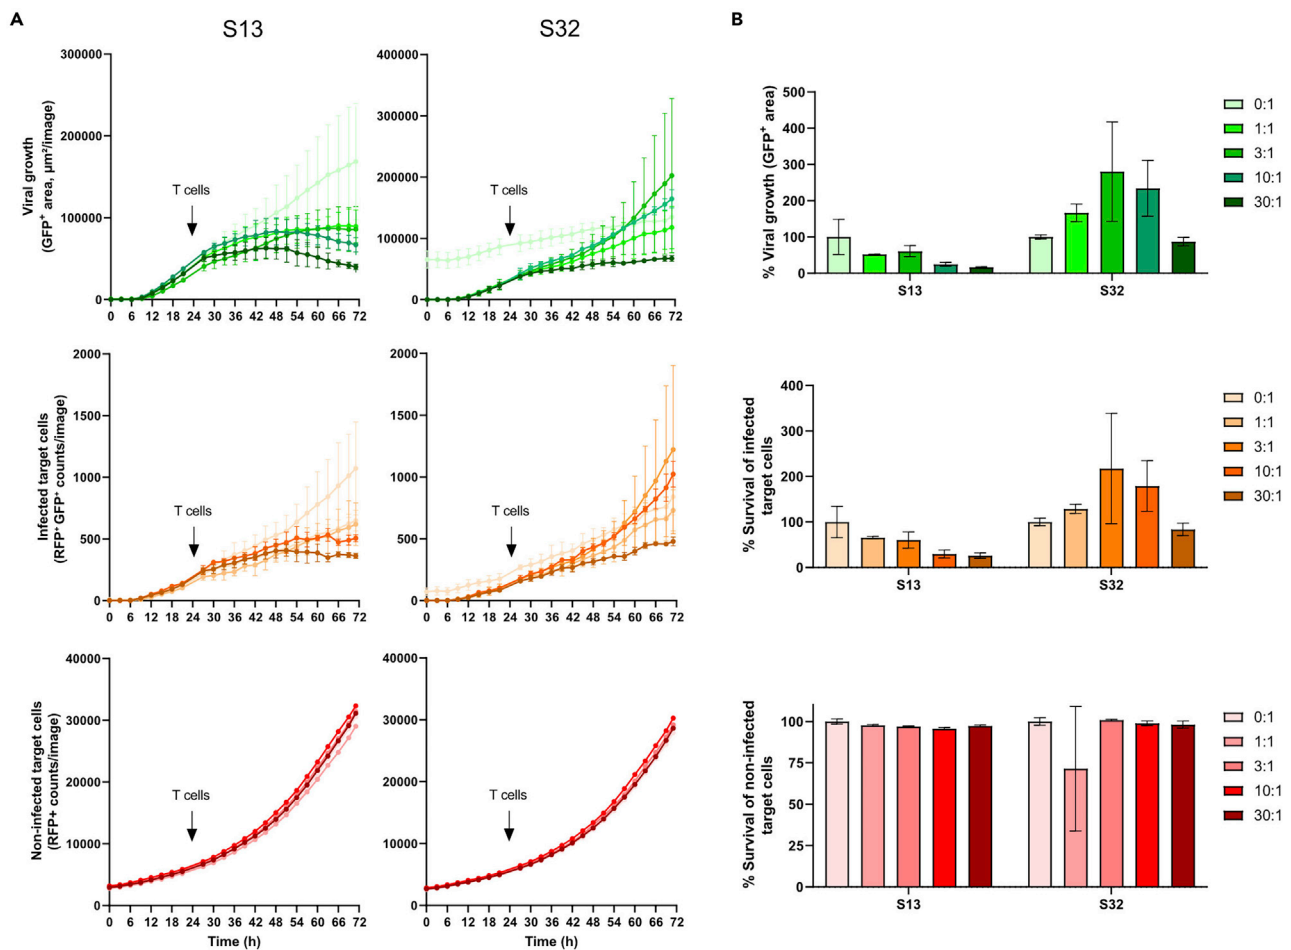 A
S13
S32
B
Viral growth
(GFP⁺ area, µm²/image)
300000
200000
100000
0
T cells
0 6 12 18 24 30 36 42 48 54 60 66 72
400000
300000
200000
100000
0
T cells
0 6 12 18 24 30 36 42 48 54 60 66 72
% Viral growth (GFP⁺ area)
500
400
300
200
100
0
S13
S32
0:1
1:1
3:1
10:1
30:1
Infected target cells
(RFP⁺ GFP⁺ counts/image)
2000
1500
1000
500
0
T cells
0 6 12 18 24 30 36 42 48 54 60 66 72
2000
1500
1000
500
0
T cells
0 6 12 18 24 30 36 42 48 54 60 66 72
% Survival of infected
target cells
400
300
200
100
0
S13
S32
0:1
1:1
3:1
10:1
30:1
Non-infected target cells
(RFP+ counts/image)
40000
30000
20000
10000
0
T cells
0 6 12 18 24 30 36 42 48 54 60 66 72
Time (h)
40000
30000
20000
10000
0
T cells
0 6 12 18 24 30 36 42 48 54 60 66 72
Time (h)
% Survival of non-infected
target cells
100
75
50
25
0
S13
S32
0:1
1:1
3:1
10:1
30:1